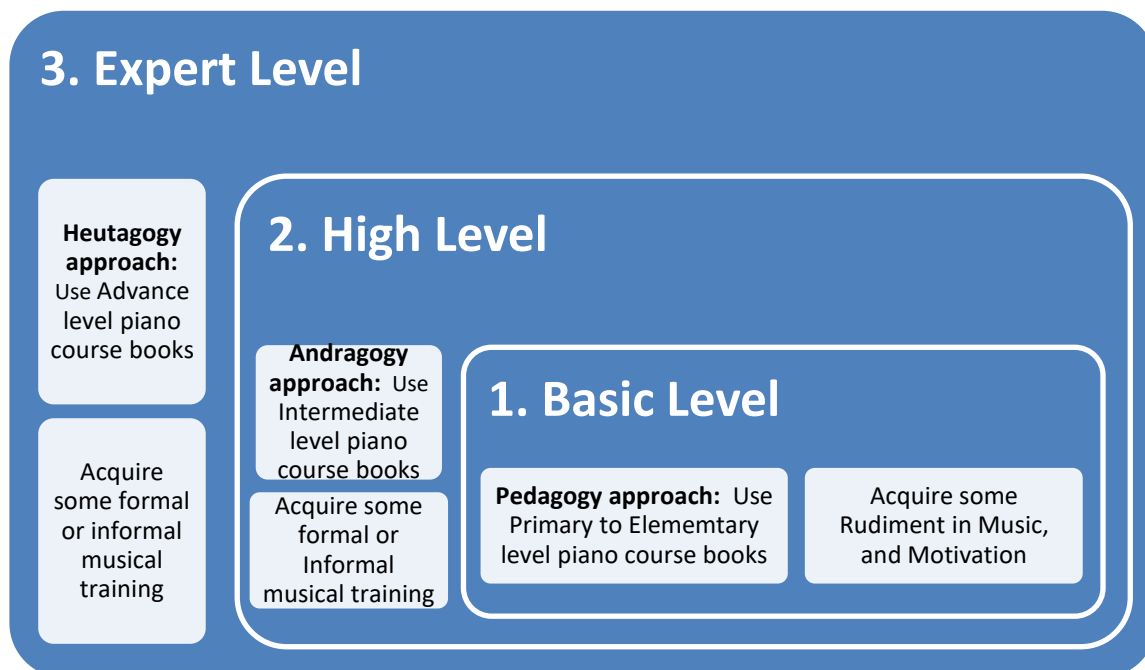 3. Expert Level
Heutagogy
approach:
Use Advance
level piano
course books
Acquire
some formal
or informal
musical
training
2. High Level
Andragogy
approach: Use
Intermediate
level piano
course books
Acquire some
formal or
Informal
musical training
1. Basic Level
Pedagogy approach: Use
Primary to Elememtary
level piano course books
Acquire some
Rudiment in Music,
and Motivation